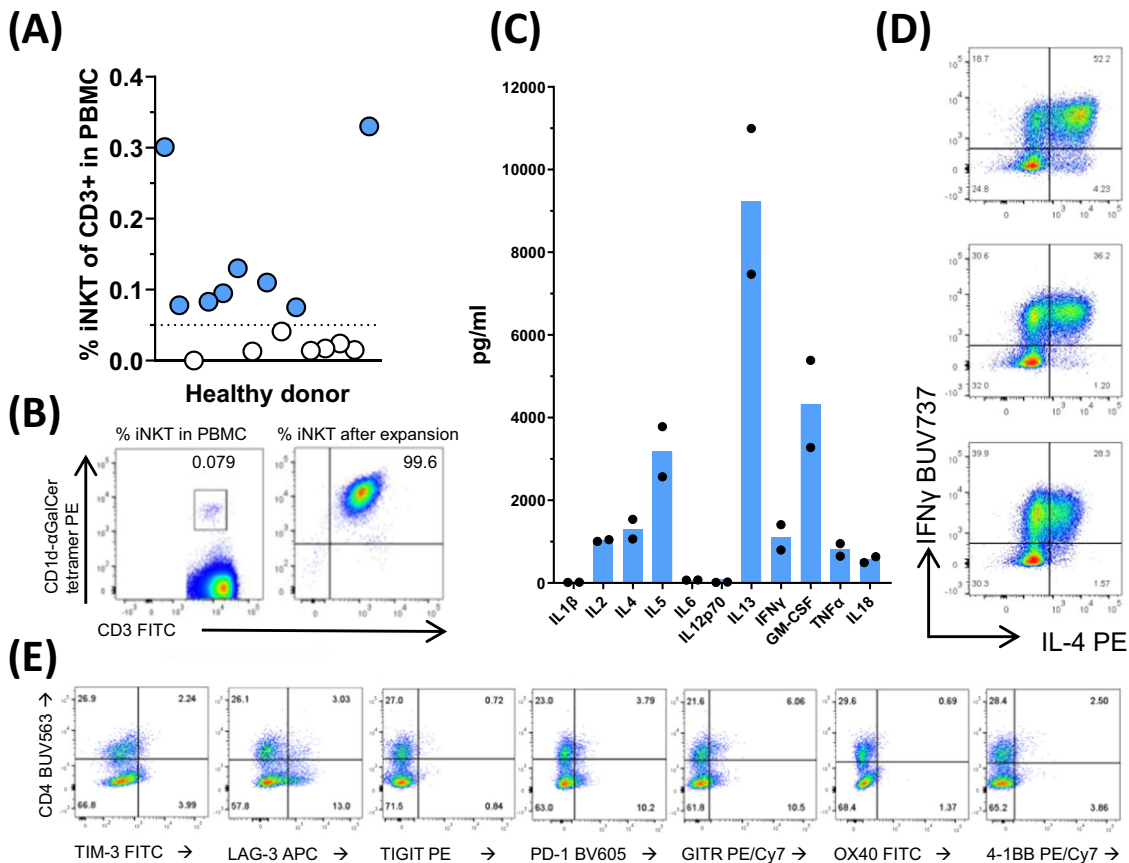 (A)
% iNKT of CD3+ in PBMC
0.4
0.3
0.2
0.1
0.0
Healthy donor
(B)
% iNKT in PBMC
0.079
% iNKT after expansion
99.6
CD1d-αGalCer
tetramer PE
CD3 FITC
(C)
pg/ml
12000
10000
8000
6000
4000
2000
0
IL1β
IL2
IL4
IL5
IL6
IL12p70
IL13
IFNγ
GM-CSF
TNFα
IL18
(D)
18.7
52.2
24.8
4.23
30.6
36.2
32.0
1.20
39.9
28.3
30.3
1.57
IFNγ BUV737
IL-4 PE
(E)
CD4 BUV563 →
26.9
2.24
66.8
3.99
TIM-3 FITC →
26.1
3.03
57.8
13.0
LAG-3 APC →
27.0
0.72
71.5
0.84
TIGIT PE →
23.0
3.79
63.0
10.2
PD-1 BV605 →
21.6
6.06
61.8
10.5
GITR PE/Cy7 →
29.6
0.69
68.4
1.37
OX40 FITC →
28.4
2.50
65.2
3.86
4-1BB PE/Cy7 →